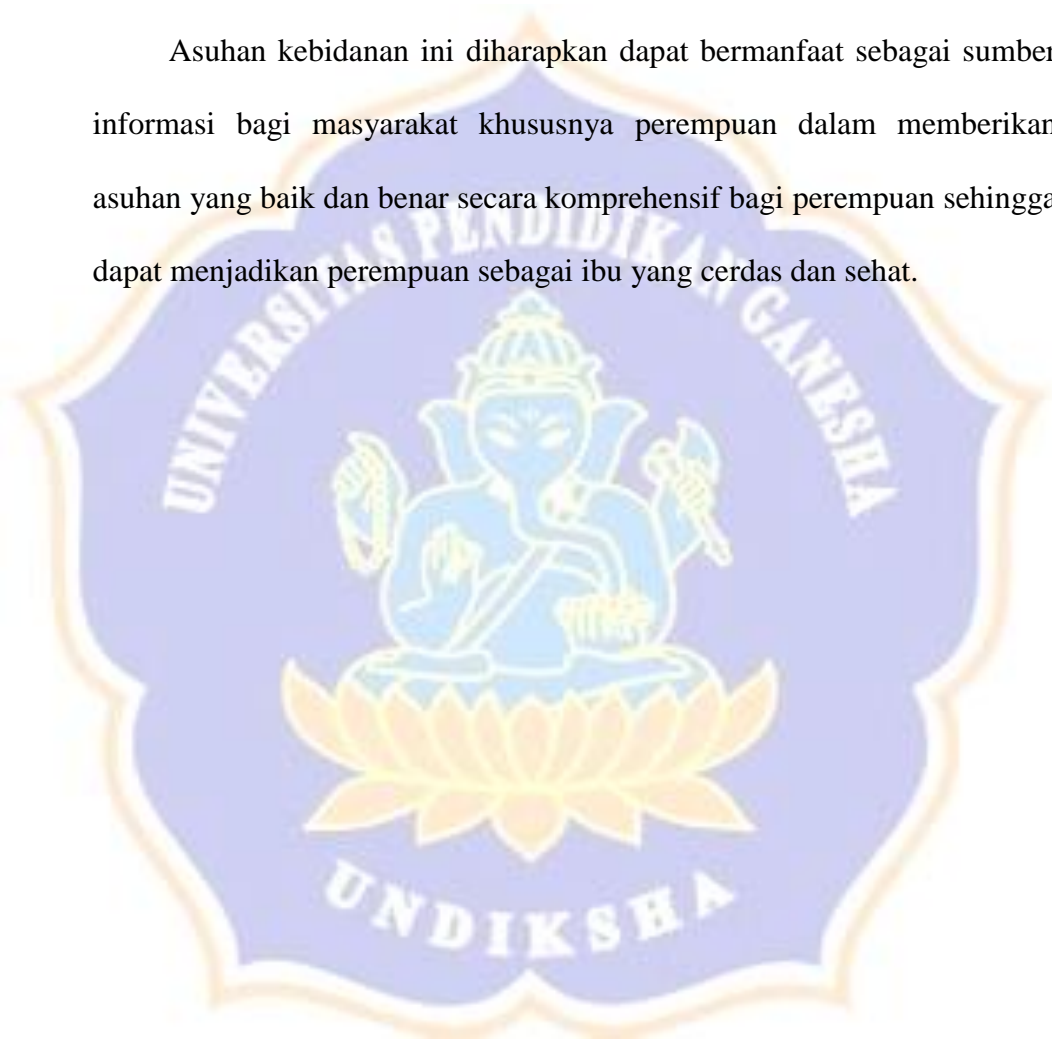 Asuhan kebidanan ini diharapkan dapat bermanfaat sebagai sumber
informasi bagi masyarakat khususnya perempuan dalam memberikan
asuhan yang baik dan benar secara komprehensif bagi perempuan sehingga
dapat menjadikan perempuan sebagai ibu yang cerdas dan sehat.
UNIVERSITAS PENDIDIKAN GANESHA
UNDIKSHA